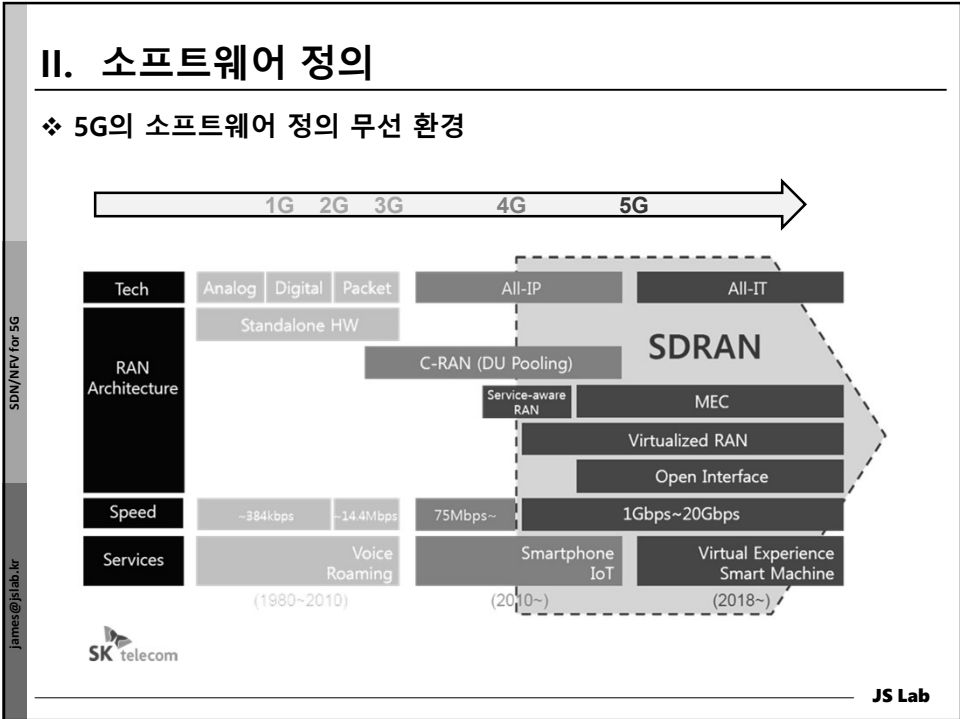 II. 소프트웨어 정의
❖ 5G의 소프트웨어 정의 무선 환경
1G 2G 3G 4G 5G
Tech
Analog
Digital
Packet
All-IP
All-IT
RAN
Architecture
Standalone HW
SDRAN
C-RAN (DU Pooling)
Service-aware
RAN
MEC
Virtualized RAN
Open Interface
Speed
~384kbps
~14.4Mbps
75Mbps~
1Gbps~20Gbps
Services
Voice
Roaming
Smartphone
IoT
Virtual Experience
Smart Machine
(1980~2010)
(2010~)
(2018~)
SK telecom
JS Lab
SDN/NFV for 5G
james@jslab.kr